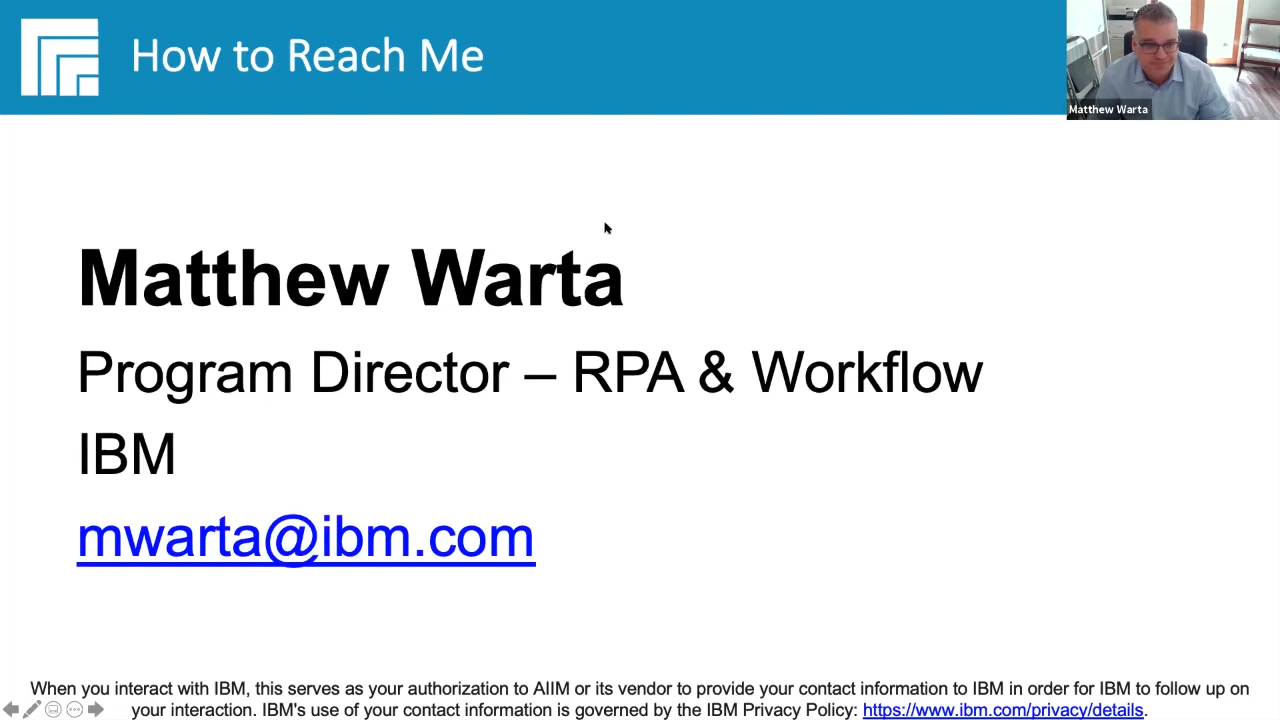 How to Reach Me
Matthew Warta
Matthew Warta
Program Director – RPA & Workflow
IBM
mwarta@ibm.com
When you interact with IBM, this serves as your authorization to AIIM or its vendor to provide your contact information to IBM in order for IBM to follow up on
your interaction. IBM's use of your contact information is governed by the IBM Privacy Policy: https://www.ibm.com/privacy/details.